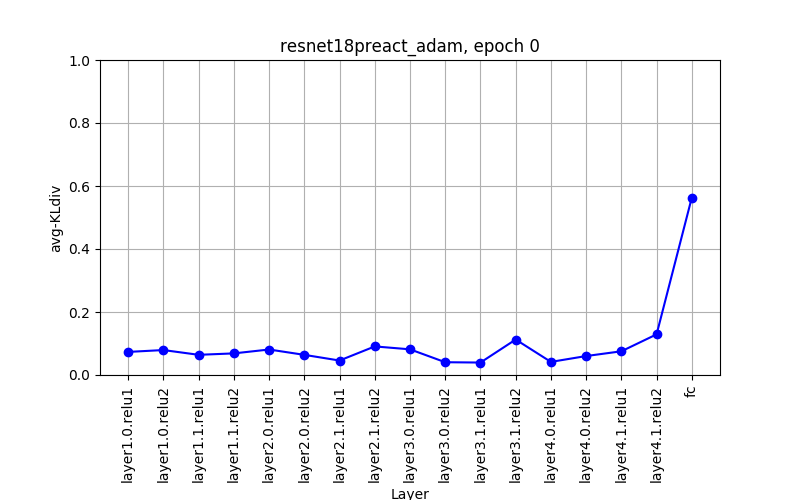 resnet18preact_adam, epoch 0
1.0
0.8
0.6
0.4
0.2
0.0
avg-KLdiv
layer1.0.relu1
layer1.0.relu2
layer1.1.relu1
layer1.1.relu2
layer2.0.relu1
layer2.0.relu2
layer2.1.relu1
layer2.1.relu2
layer3.0.relu1
layer3.0.relu2
layer3.1.relu1
layer3.1.relu2
layer4.0.relu1
layer4.0.relu2
layer4.1.relu1
layer4.1.relu2
fc
Layer